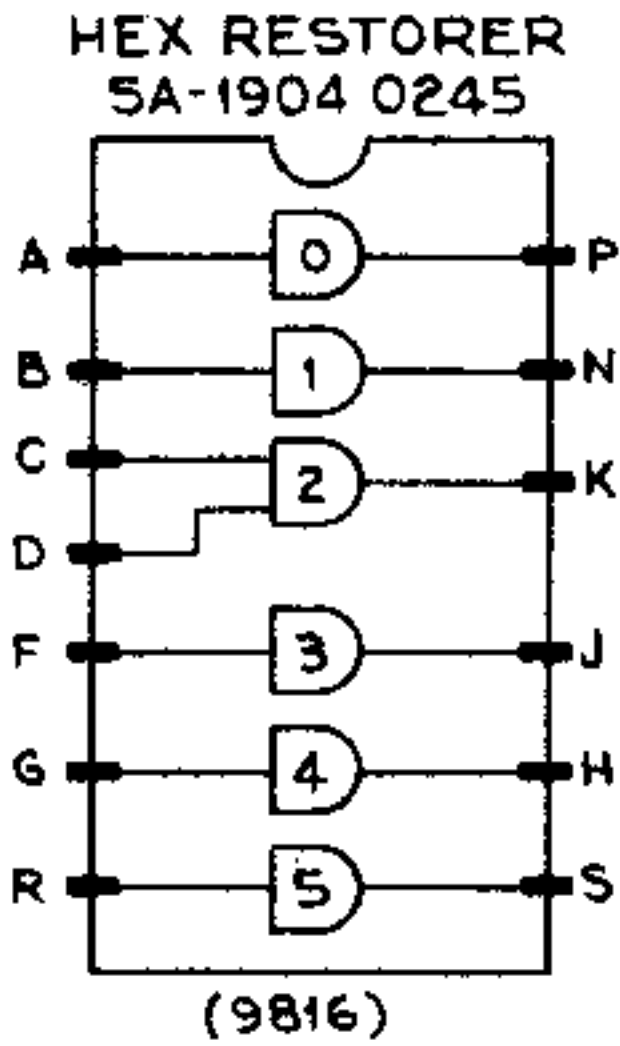 HEX RESTORER
5A-1904 0245
A 0 P
B 1 N
C 2 K
D
F 3 J
G 4 H
R 5 S
(9816)